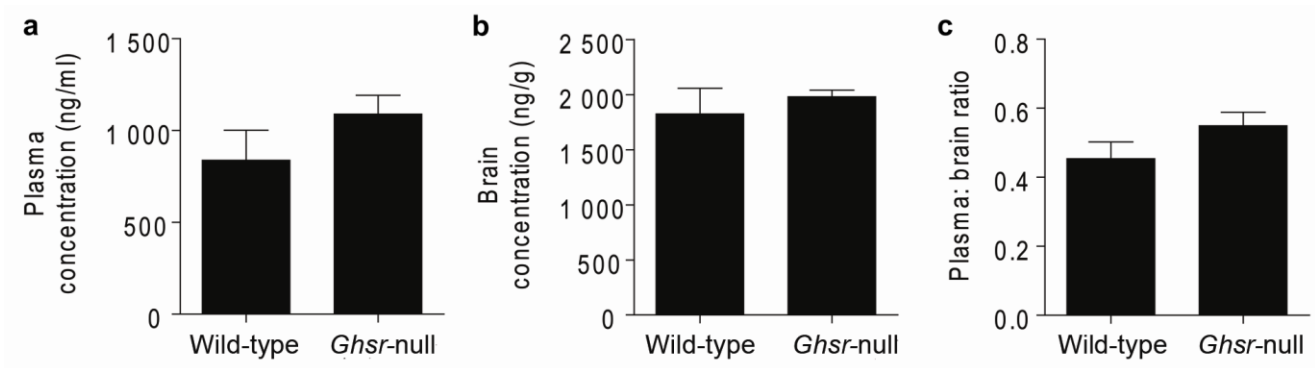 a
Plasma
concentration (ng/ml)
1 500
1 000
500
0
Wild-type
Ghsr-null
b
Brain
concentration (ng/g)
2 500
2 000
1 500
1 000
500
0
Wild-type
Ghsr-null
c
Plasma: brain ratio
0.8
0.6
0.4
0.2
0.0
Wild-type
Ghsr-null